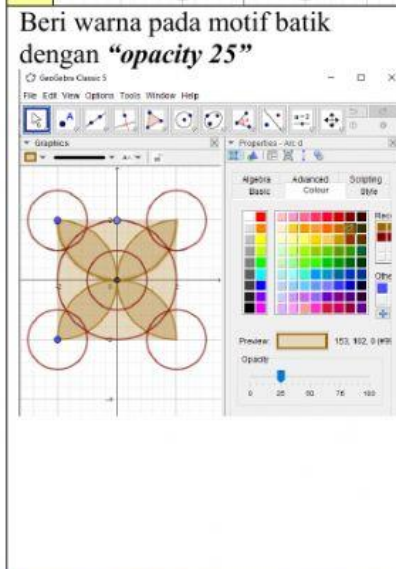 Beri warna pada motif batik
dengan “opacity 25”
GeoGebra Classic 5
File Edit View Options Tools Window Help
Graphics
Properties - Arc d
Algebra Advanced Scripting
Basic Colour Style
Preview: 153, 102, 0
Opacity
0 25 50 75 100